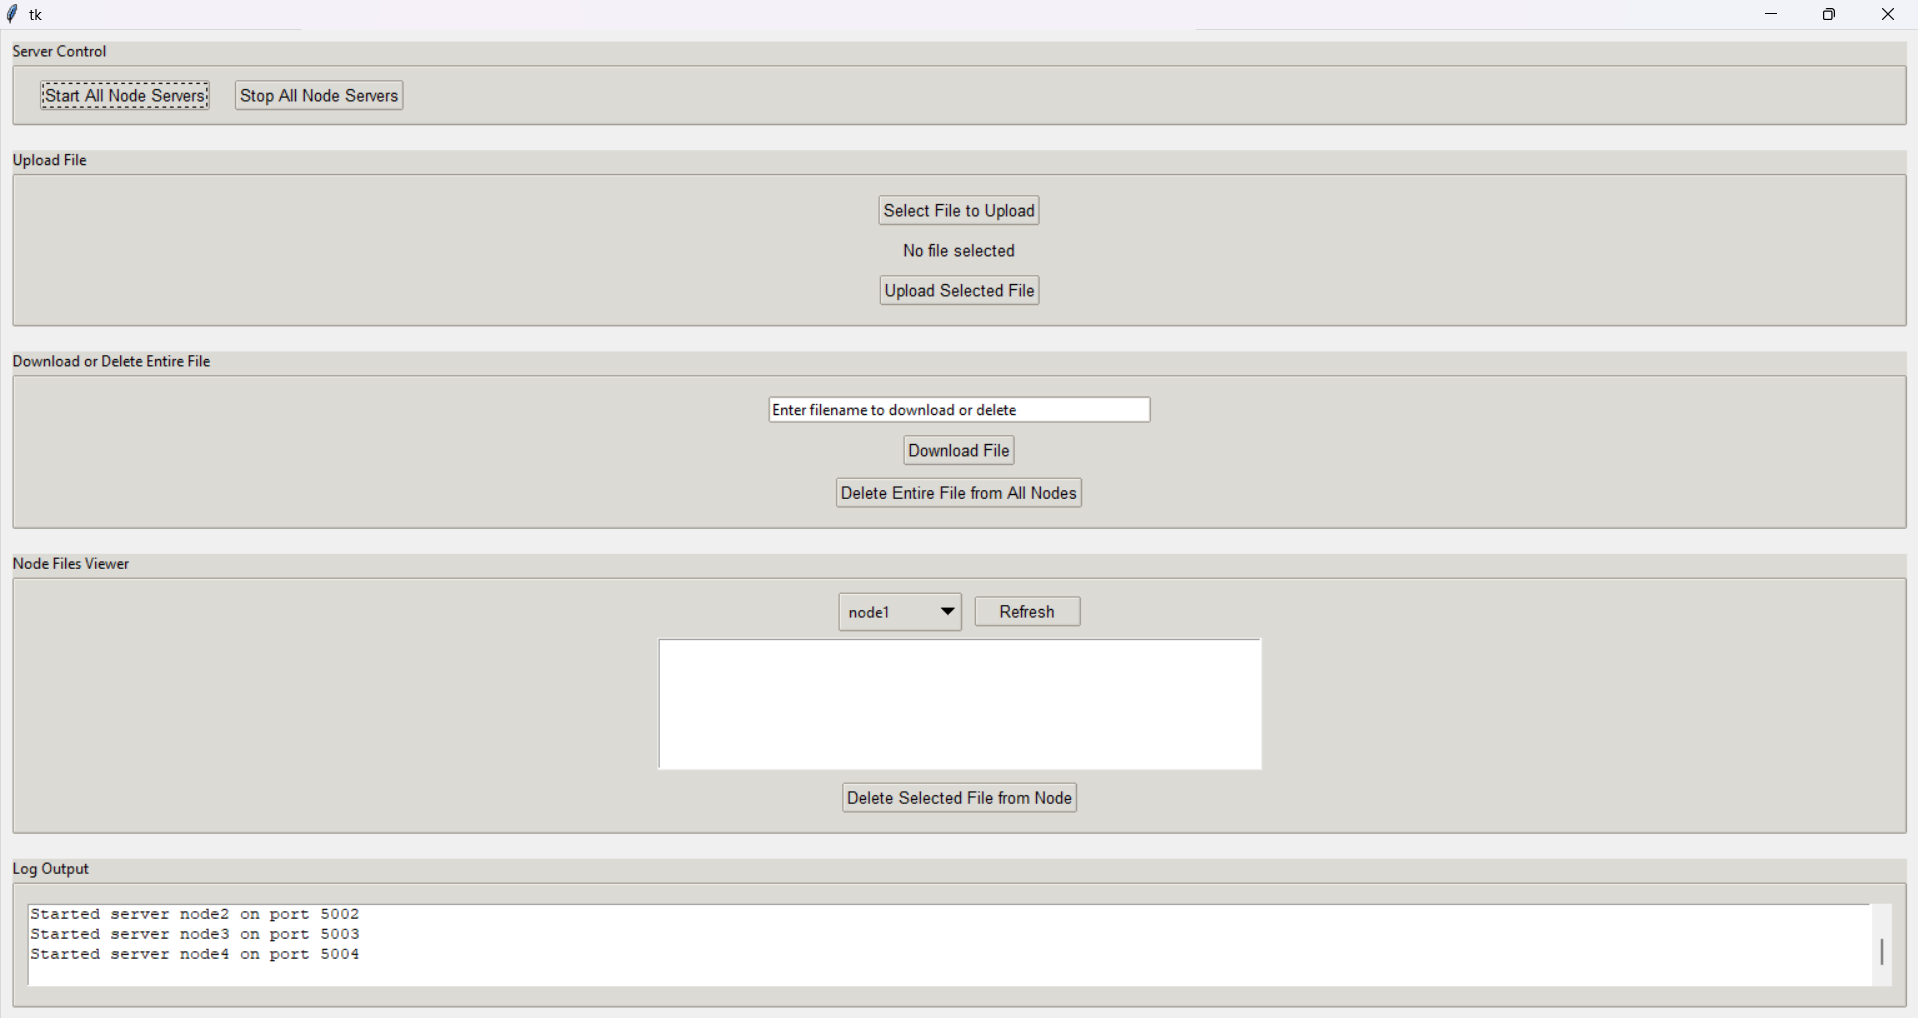 tk
Server Control
Start All Node Servers Stop All Node Servers
Upload File
Select File to Upload
No file selected
Upload Selected File
Download or Delete Entire File
Enter filename to download or delete
Download File
Delete Entire File from All Nodes
Node Files Viewer
node1 Refresh
Delete Selected File from Node
Log Output
Started server node2 on port 5002
Started server node3 on port 5003
Started server node4 on port 5004